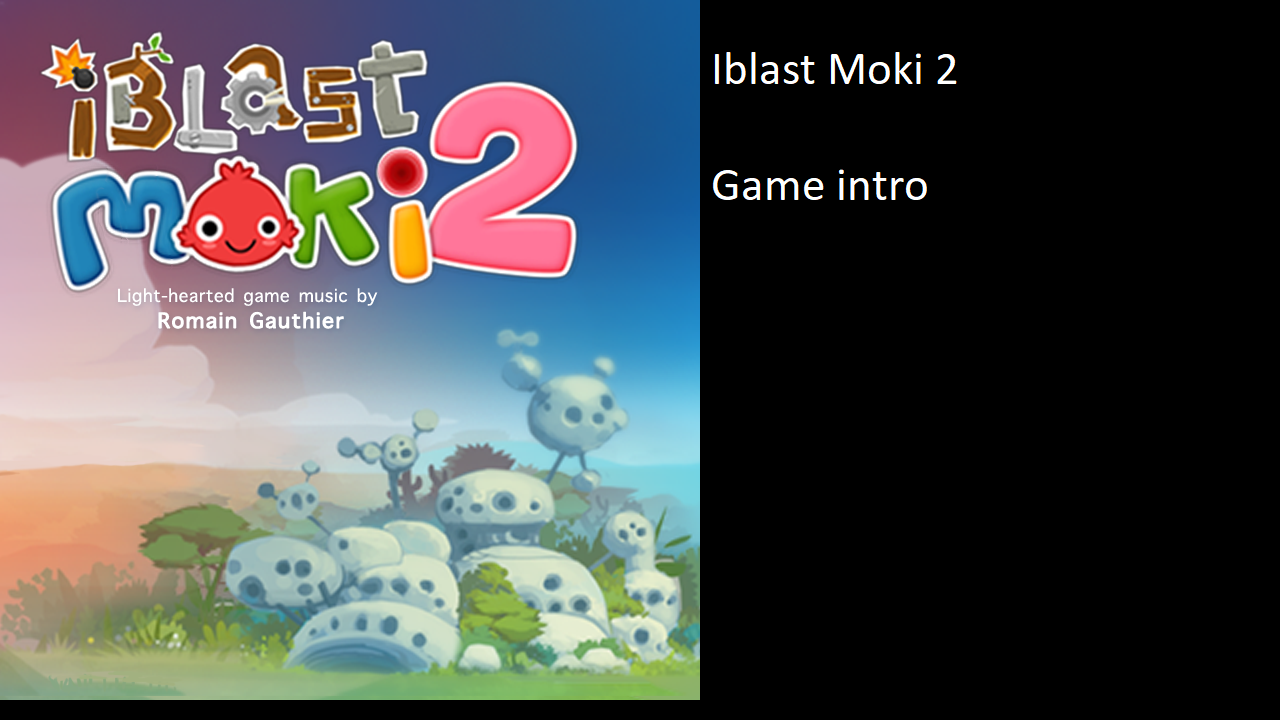 iBLast
MOKi2
Light-hearted game music by
Romain Gauthier
Iblast Moki 2
Game intro